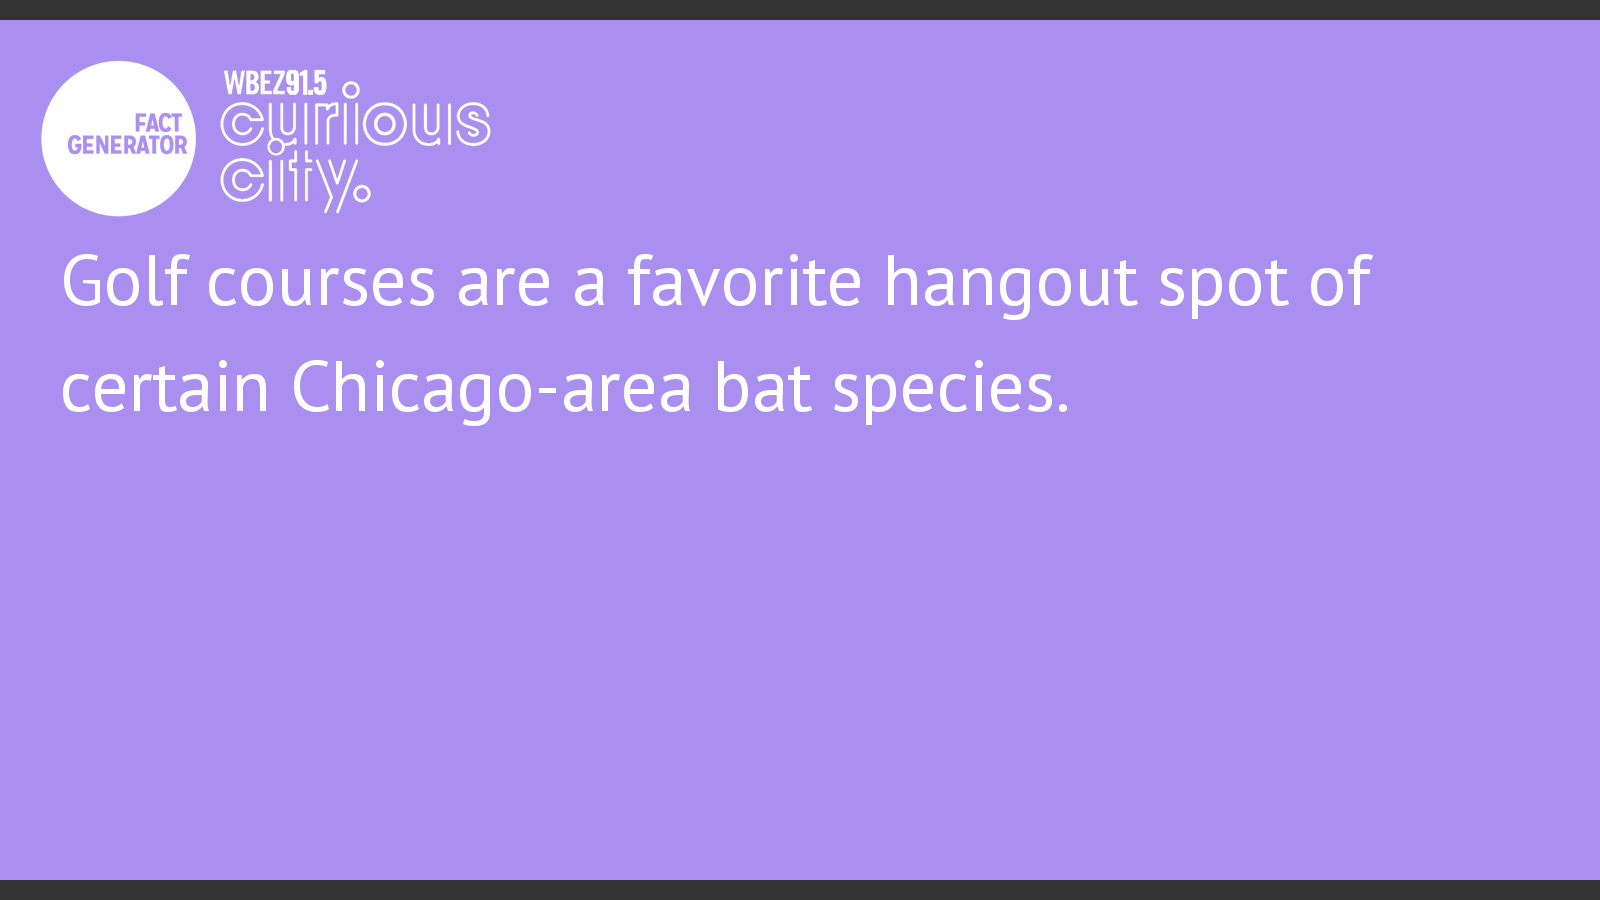 FACT
GENERATOR
WBEZ91.5
curious
city.
Golf courses are a favorite hangout spot of
certain Chicago-area bat species.